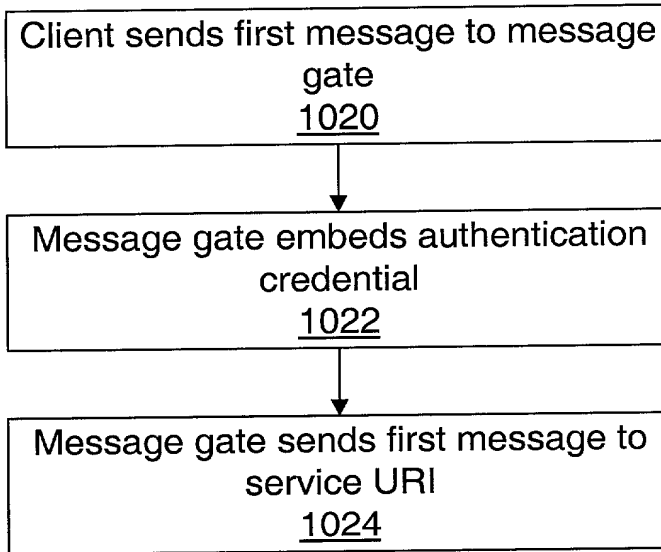 Client sends first message to message
gate
1020
Message gate embeds authentication
credential
1022
Message gate sends first message to
service URI
1024